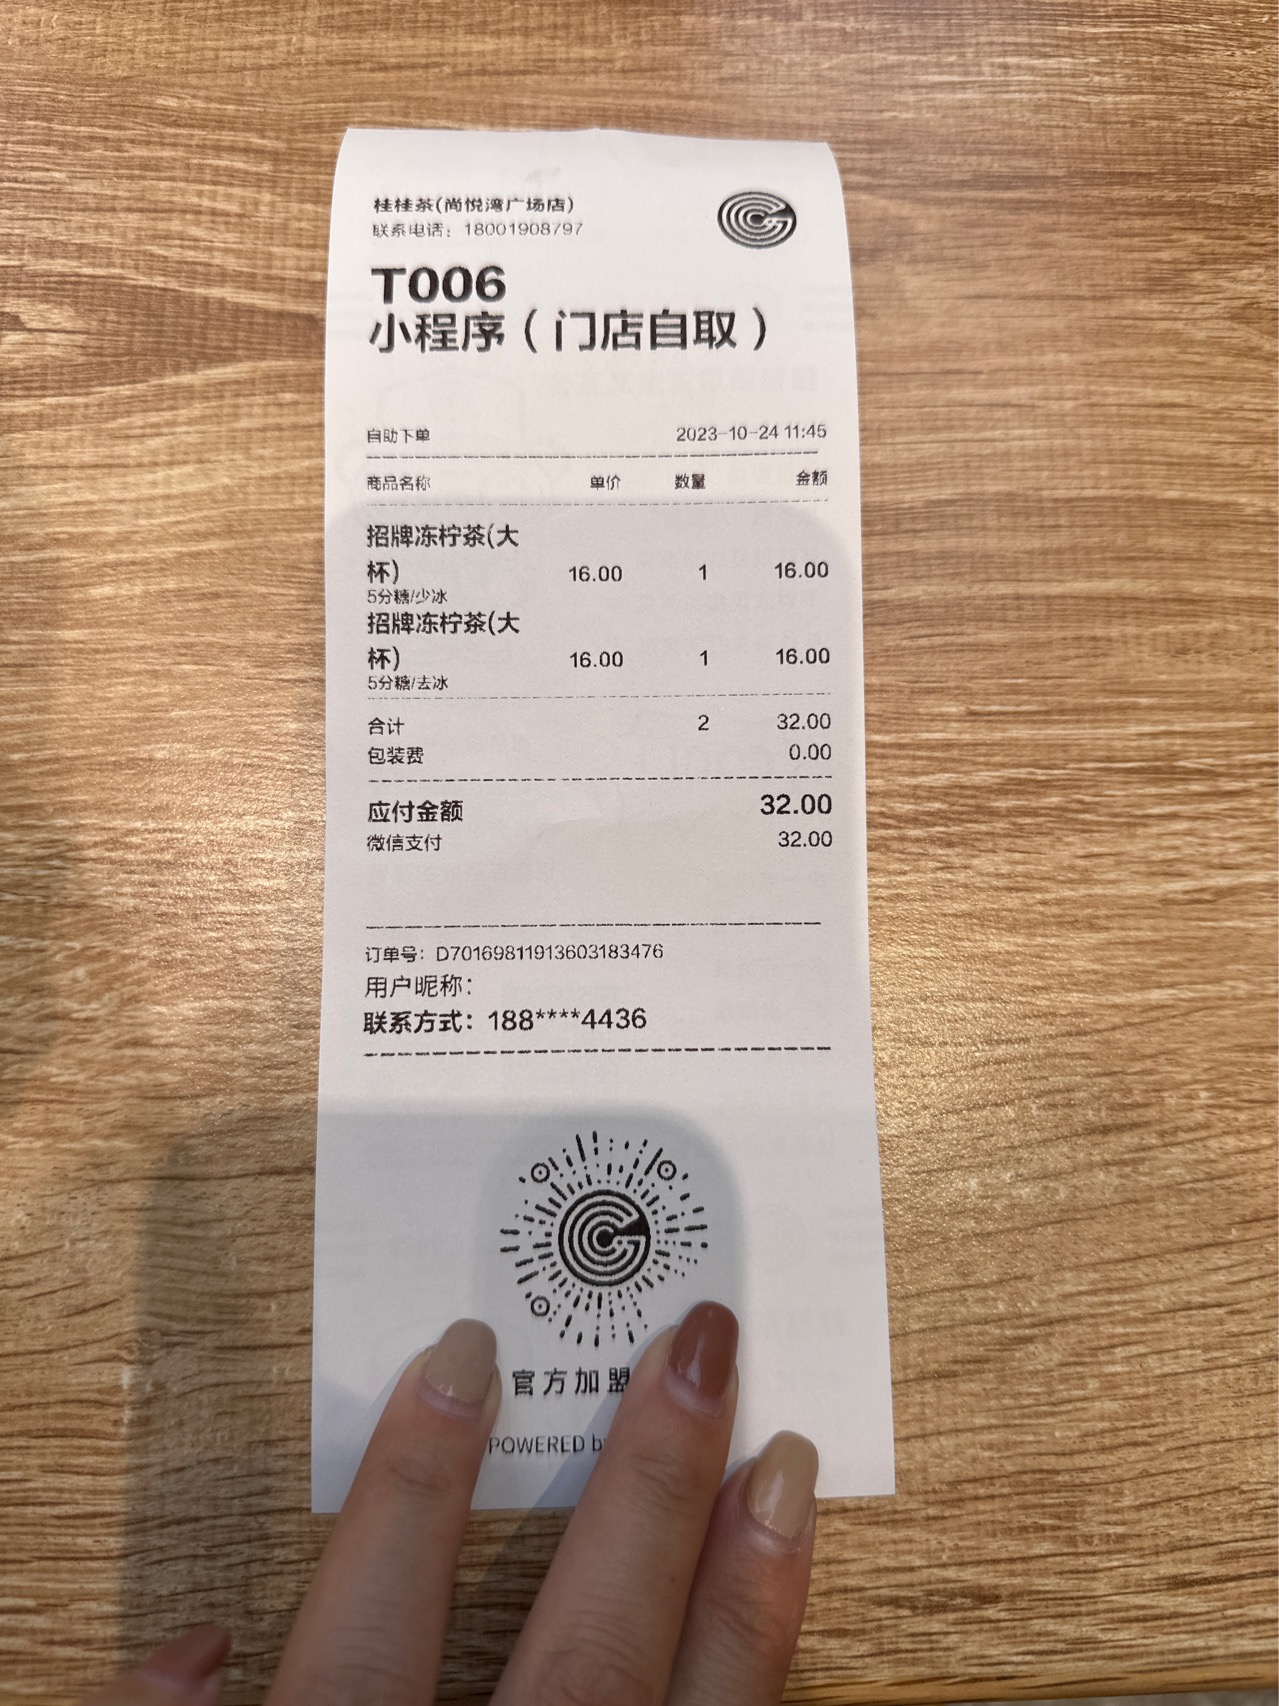 桂桂茶(尚悦湾广场店)
联系电话：18001908797
T006
小程序（门店自取）
自助下单 2023-10-24 11:45
商品名称 单价 数量 金额
招牌冻柠茶(大
杯) 16.00 1 16.00
5分糖/少冰
招牌冻柠茶(大
杯) 16.00 1 16.00
5分糖/去冰
合计 2 32.00
包装费 0.00
应付金额 32.00
微信支付 32.00
订单号：D70169811913603183476
用户昵称：
联系方式：188****4436
官方加盟
POWERED